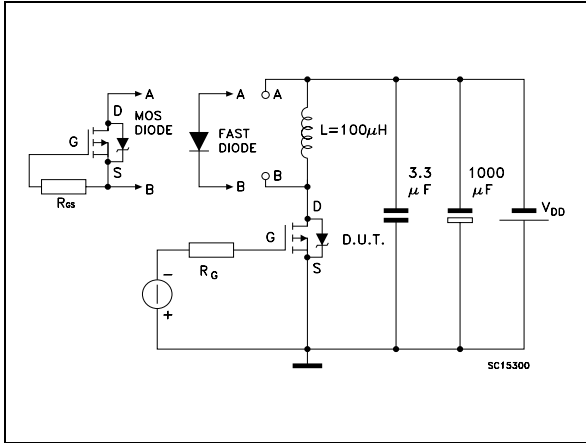 A
D
MOS
DIODE
G
S
B
RGS
A
FAST
DIODE
B
A
L=100μH
B
D
G
D.U.T.
S
RG
-
+
3.3
μF
1000
μF
VDD
SC15300